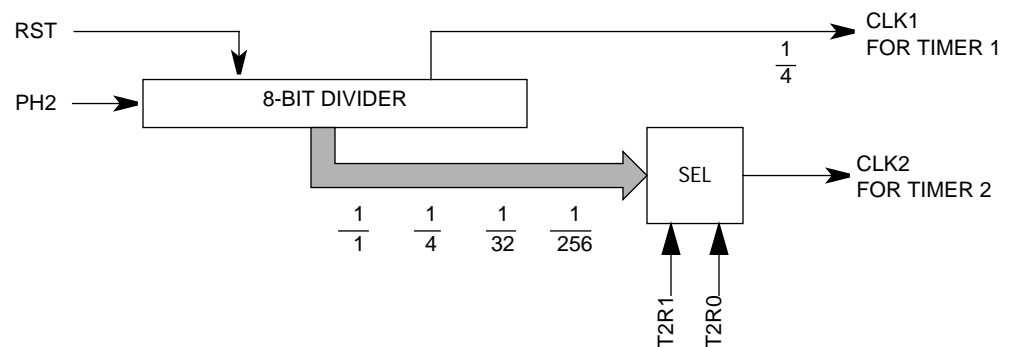 RST
CLK1
FOR TIMER 1
1
4
PH2
8-BIT DIVIDER
SEL
CLK2
FOR TIMER 2
1 1 1 1
1 4 32 256
T2R1
T2R0